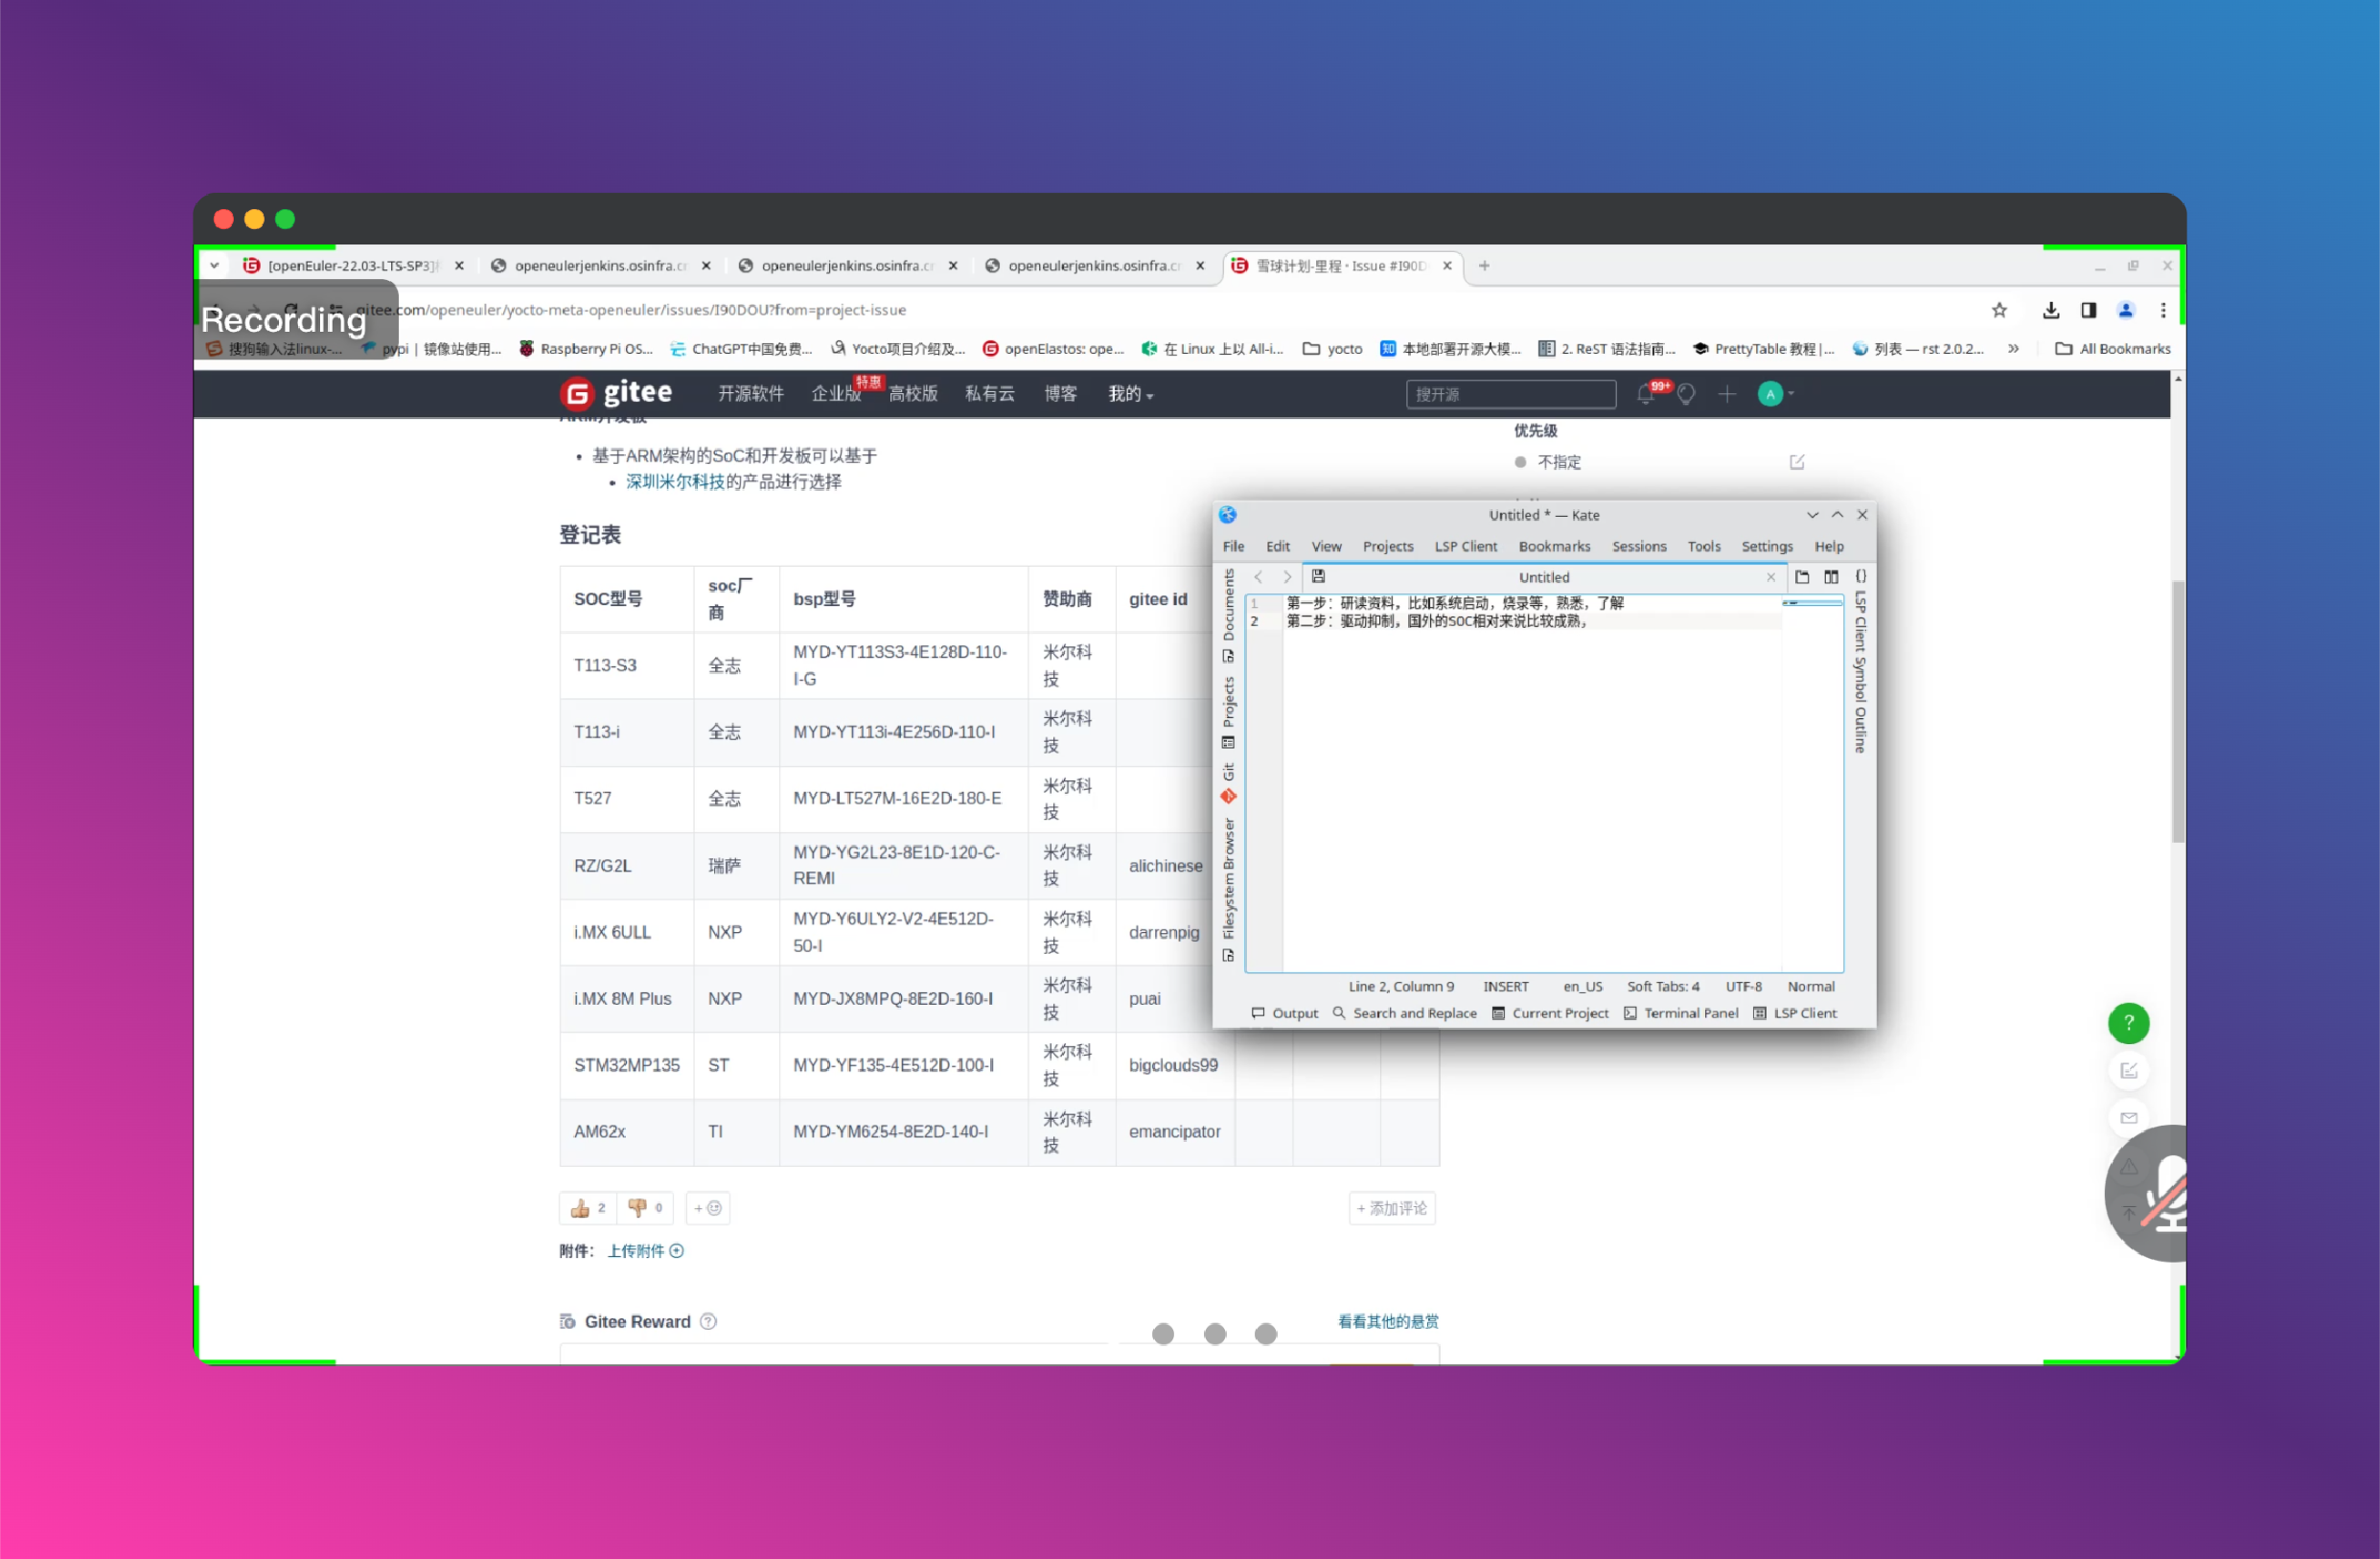 [openEuler-22.03-LTS-SP3]
openeulerjenkins.osinfra.cr
openeulerjenkins.osinfra.cr
openeulerjenkins.osinfra.cr
雪球计划-里程 · Issue #I90D
gitee.com/openeuler/yocto-meta-openeuler/issues/I90DOU?from=project-issue
Recording
搜狗输入法linux-...
pypi | 镜像站使用...
Raspberry Pi OS...
ChatGPT中国免费...
Yocto项目介绍及...
openElastos: ope...
在 Linux 上以 All-i...
yocto
本地部署开源大模...
2. ReST 语法指南...
PrettyTable 教程|...
列表 — rst 2.0.2...
All Bookmarks
gitee 开源软件 企业版 特惠 高校版 私有云 博客 我的
搜开源
99+
A
ARM开发板
• 基于ARM架构的SoC和开发板可以基于
• 深圳米尔科技的产品进行选择
优先级
不指定
登记表
SOC型号 soc厂商 bsp型号 赞助商 gitee id
T113-S3 全志 MYD-YT113S3-4E128D-110-I-G 米尔科技
T113-i 全志 MYD-YT113i-4E256D-110-I 米尔科技
T527 全志 MYD-LT527M-16E2D-180-E 米尔科技
RZ/G2L 瑞萨 MYD-YG2L23-8E1D-120-C-REMI 米尔科技 alichinese
i.MX 6ULL NXP MYD-Y6ULY2-V2-4E512D-50-I 米尔科技 darrenpig
i.MX 8M Plus NXP MYD-JX8MPQ-8E2D-160-I 米尔科技 puai
STM32MP135 ST MYD-YF135-4E512D-100-I 米尔科技 bigclouds99
AM62x TI MYD-YM6254-8E2D-140-I 米尔科技 emancipator
Untitled * — Kate
File Edit View Projects LSP Client Bookmarks Sessions Tools Settings Help
Untitled
1 第一步：研读资料，比如系统启动，烧录等，熟悉，了解
2 第二步：驱动抑制，国外的SOC相对来说比较成熟，
Documents
Projects
Git
Filesystem Browser
{} LSP Client Symbol Outline
Line 2, Column 9 INSERT en_US Soft Tabs: 4 UTF-8 Normal
Output Search and Replace Current Project Terminal Panel LSP Client
2 0
+ 添加评论
附件： 上传附件
Gitee Reward
看看其他的悬赏